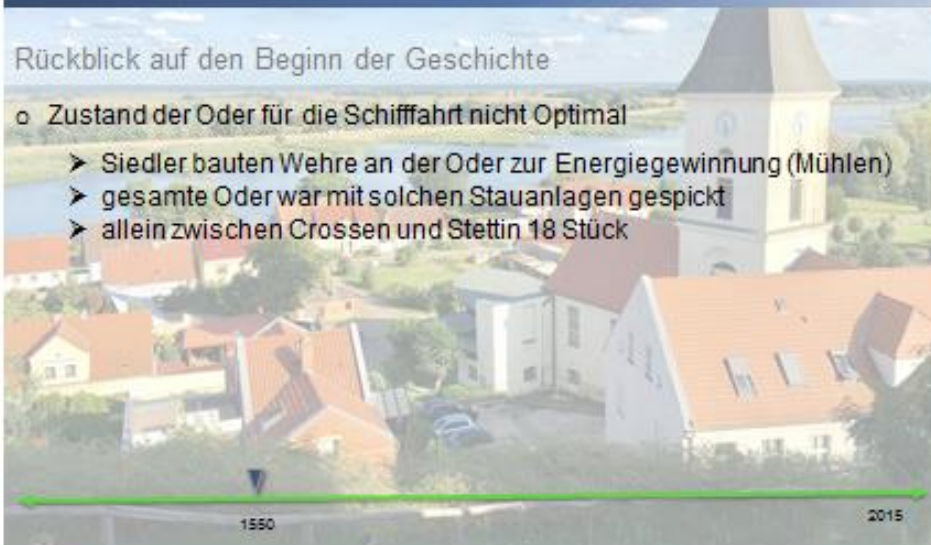 Rückblick auf den Beginn der Geschichte
o Zustand der Oder für die Schifffahrt nicht Optimal
➤ Siedler bauten Wehre an der Oder zur Energiegewinnung (Mühlen)
➤ gesamte Oder war mit solchen Stauanlagen gespickt
➤ allein zwischen Crossen und Stettin 18 Stück
1550
2015